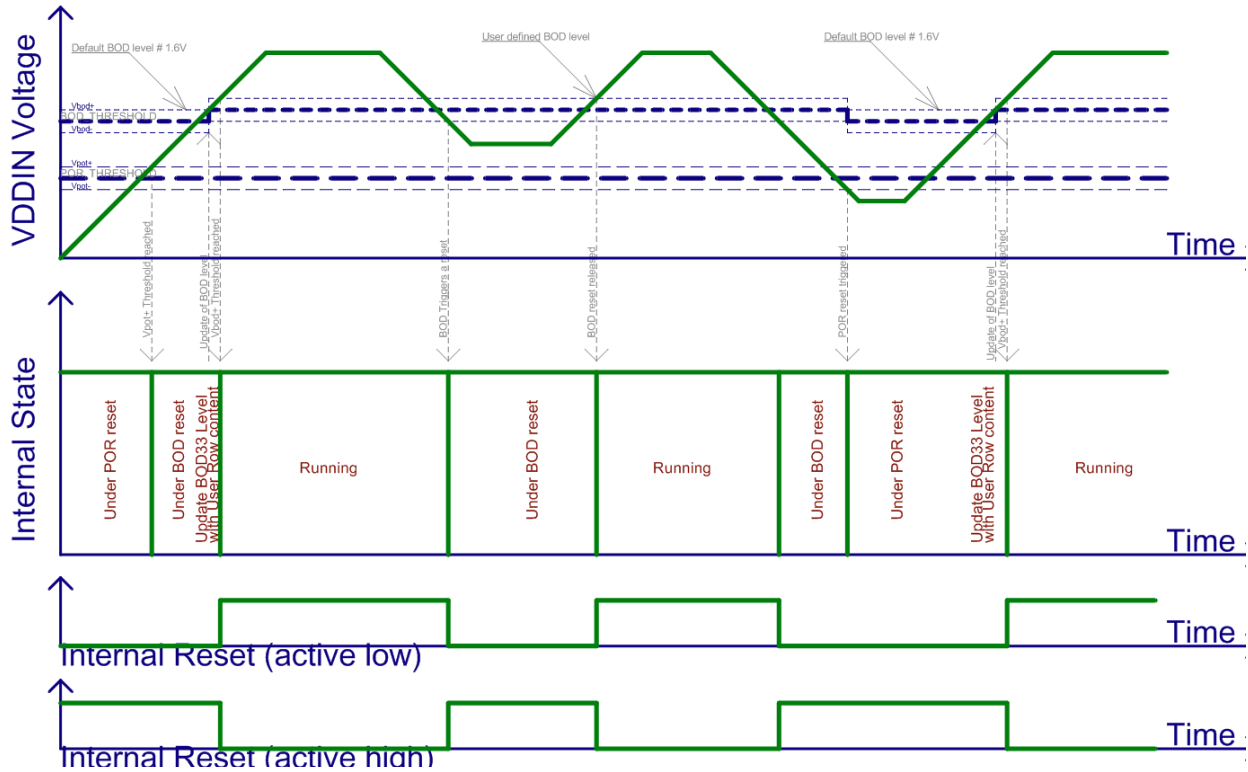 VDDIN Voltage
Default BOD level # 1.6V
User defined BOD level
Default BOD level # 1.6V
Vbod+
BOD THRESHOLD
Vbod-
Vpot+
POR THRESHOLD
Vpot-
Time
Vpot+ Threshold reached
Update of BOD level
Vbod+ Threshold reached
BOD Triggers a reset
BOD reset released
POR reset triggered
Update of BOD level
Vbod+ Threshold reached
Internal State
Under POR reset
Under BOD reset
Update BOD33 Level
with User Row content
Running
Under BOD reset
Running
Under BOD reset
Under POR reset
Update BOD33 Level
with User Row content
Running
Time
Time
Internal Reset (active low)
Time
Internal Reset (active high)